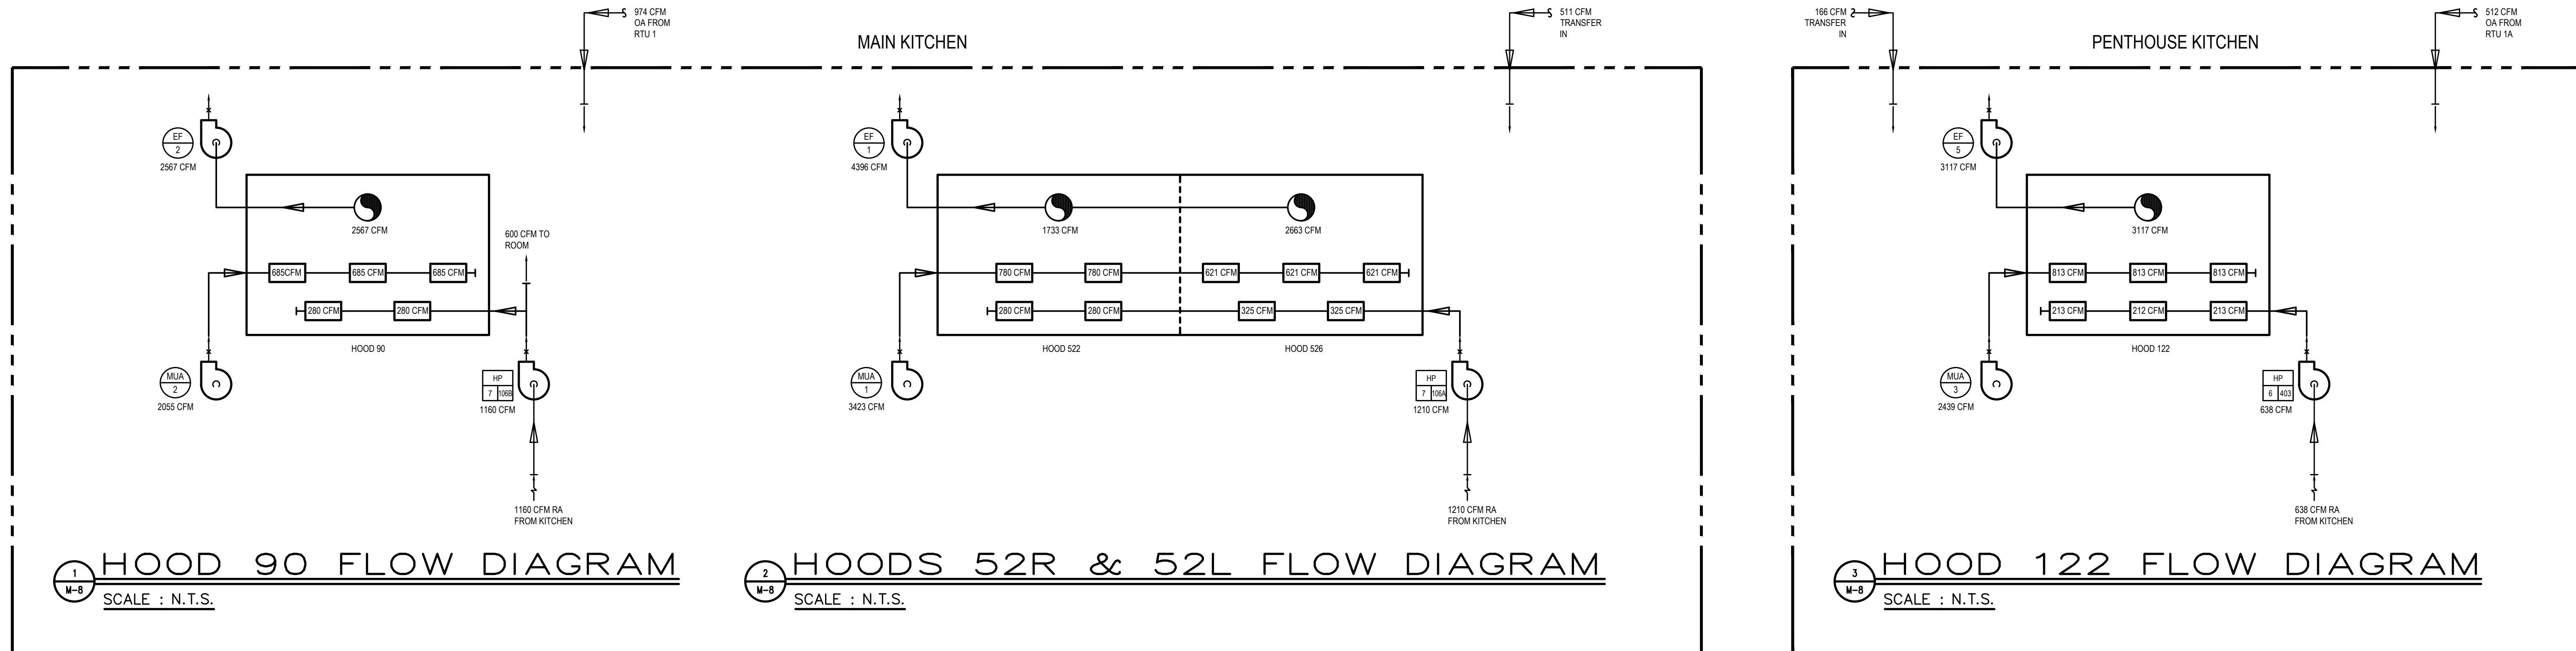 974 CFM
OA FROM
RTU 1
MAIN KITCHEN
511 CFM
TRANSFER
IN
EF
2
2567 CFM
2567 CFM
600 CFM TO
ROOM
685CFM
685 CFM
685 CFM
280 CFM
280 CFM
HOOD 90
MUA
2
2055 CFM
HP
7
106B
1160 CFM
1160 CFM RA
FROM KITCHEN
1
M-8
HOOD 90 FLOW DIAGRAM
SCALE : N.T.S.
EF
1
4396 CFM
1733 CFM
2663 CFM
780 CFM
780 CFM
621 CFM
621 CFM
621 CFM
280 CFM
280 CFM
325 CFM
325 CFM
HOOD 522
HOOD 526
MUA
1
3423 CFM
HP
7
106A
1210 CFM
1210 CFM RA
FROM KITCHEN
2
M-8
HOODS 52R & 52L FLOW DIAGRAM
SCALE : N.T.S.
166 CFM
TRANSFER
IN
PENTHOUSE KITCHEN
512 CFM
OA FROM
RTU 1A
EF
5
3117 CFM
3117 CFM
813 CFM
813 CFM
813 CFM
213 CFM
212 CFM
213 CFM
HOOD 122
MUA
3
2439 CFM
HP
6
403
638 CFM
638 CFM RA
FROM KITCHEN
3
M-8
HOOD 122 FLOW DIAGRAM
SCALE : N.T.S.